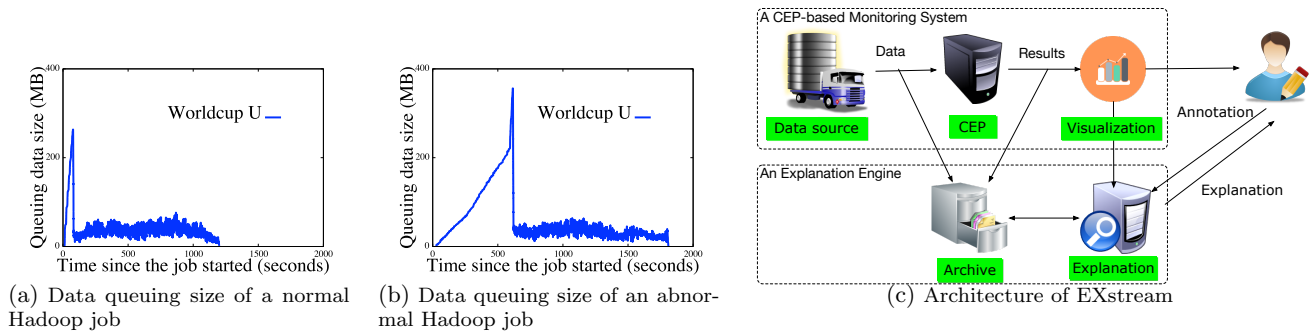 400
200
0
Queuing data size (MB)
Worldcup U
0 500 1000 1500 2000
Time since the job started (seconds)
(a) Data queuing size of a normal
Hadoop job
400
200
0
Queuing data size (MB)
Worldcup U
0 500 1000 1500 2000
Time since the job started (seconds)
(b) Data queuing size of an abnor-
mal Hadoop job
A CEP-based Monitoring System
Data
Results
Data source
CEP
Visualization
Annotation
An Explanation Engine
Explanation
Archive
Explanation
(c) Architecture of EXstream